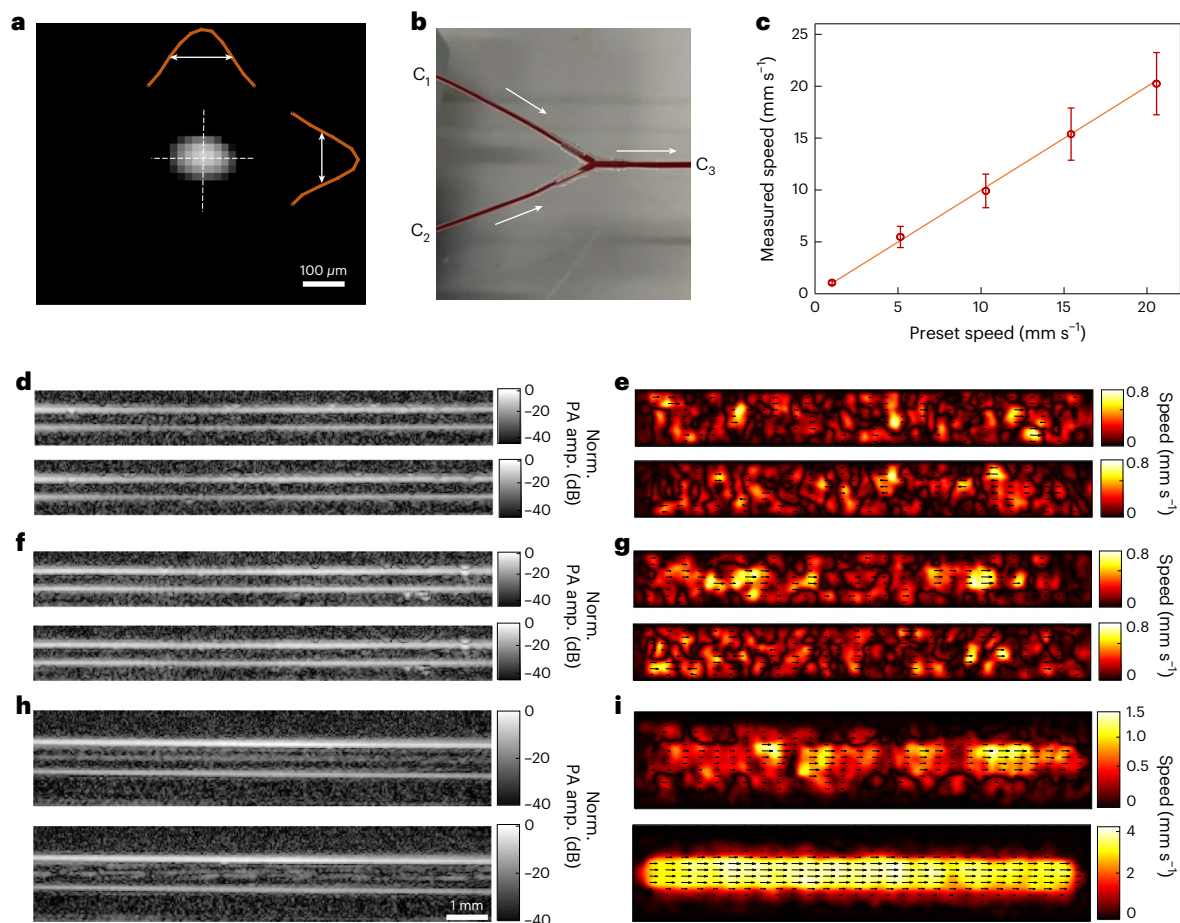 a
100 µm
b
C1
C2
C3
c
Measured speed (mm s−1)
25
20
15
10
5
0
0
5
10
15
20
Preset speed (mm s−1)
d
0
−20
−40
0
−20
−40
Norm.
PA amp. (dB)
e
0.8
0
0.8
0
Speed (mm s−1)
f
0
−20
−40
0
−20
−40
Norm.
PA amp. (dB)
g
0.8
0
0.8
0
Speed (mm s−1)
h
0
−20
−40
0
−20
−40
Norm.
PA amp. (dB)
1 mm
i
1.5
1.0
0.5
0
4
2
0
Speed (mm s−1)